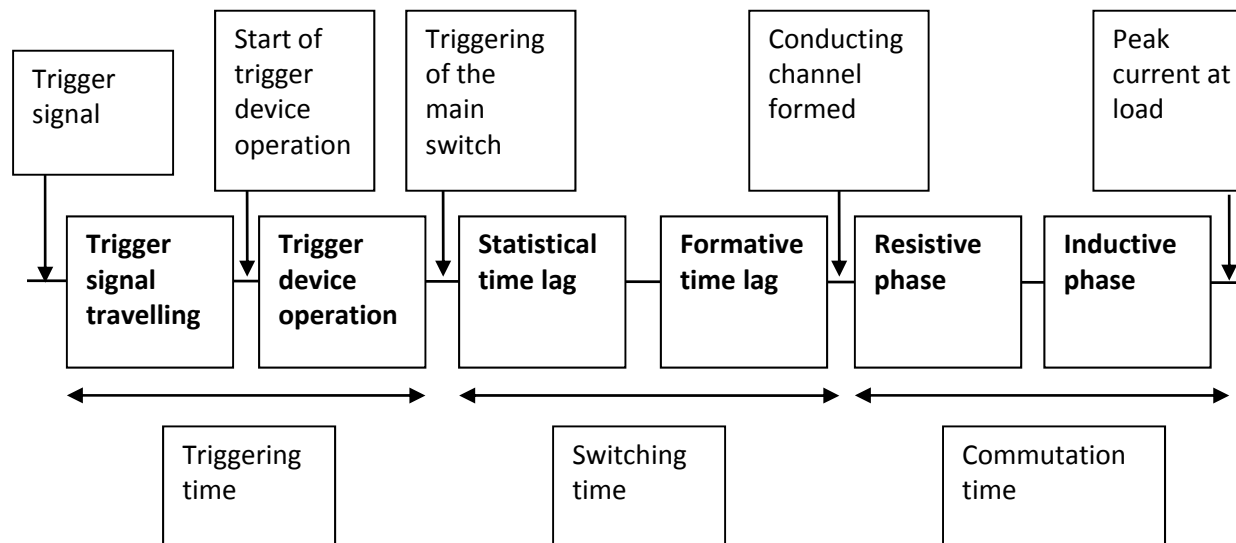 Trigger
signal
Start of
trigger
device
operation
Triggering
of the
main
switch
Conducting
channel
formed
Peak
current at
load
Trigger
signal
travelling
Trigger
device
operation
Statistical
time lag
Formative
time lag
Resistive
phase
Inductive
phase
Triggering
time
Switching
time
Commutation
time